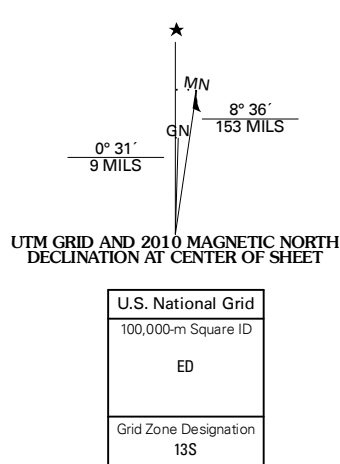 ★
MN
GN
8° 36´
153 MILS
0° 31´
9 MILS
UTM GRID AND 2010 MAGNETIC NORTH
DECLINATION AT CENTER OF SHEET
U.S. National Grid
100,000-m Square ID
ED
Grid Zone Designation
13S